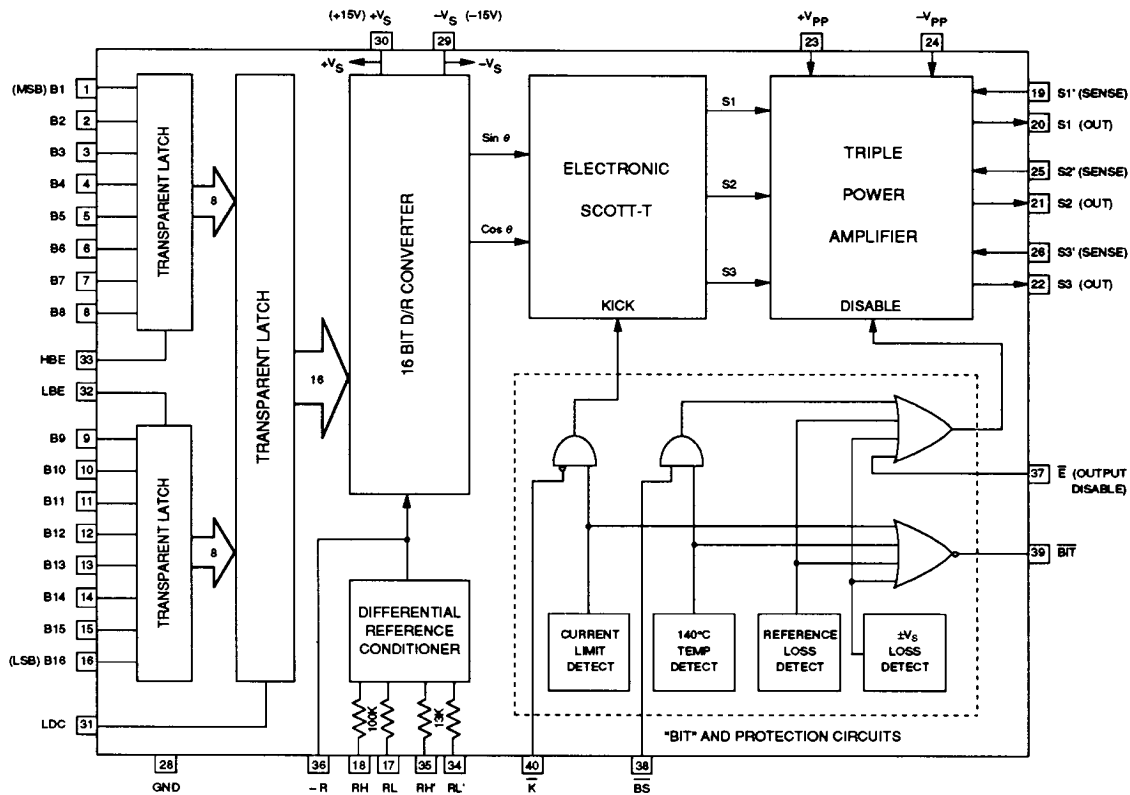 (+15V) +VS
−VS (−15V)
+VPP
−VPP
30
29
23
24
+VS
−VS
(MSB) B1 1
B2 2
B3 3
B4 4
B5 5
B6 6
B7 7
B8 8
HBE 33
LBE 32
B9 9
B10 10
B11 11
B12 12
B13 13
B14 14
B15 15
(LSB) B16 16
LDC 31
TRANSPARENT LATCH
8
TRANSPARENT LATCH
8
TRANSPARENT LATCH
16
16 BIT D/R CONVERTER
Sin θ
Cos θ
ELECTRONIC
SCOTT-T
KICK
S1
S2
S3
TRIPLE
POWER
AMPLIFIER
DISABLE
19 S1' (SENSE)
20 S1 (OUT)
25 S2' (SENSE)
21 S2 (OUT)
26 S3' (SENSE)
22 S3 (OUT)
37 E̅ (OUTPUT
DISABLE)
39 B̅I̅T̅
DIFFERENTIAL
REFERENCE
CONDITIONER
100K
13K
CURRENT
LIMIT
DETECT
140°C
TEMP
DETECT
REFERENCE
LOSS
DETECT
±VS
LOSS
DETECT
"BIT" AND PROTECTION CIRCUITS
28
GND
36
− R
18
RH
17
RL
35
RH'
34
RL'
40
K̅
38
B̅S̅